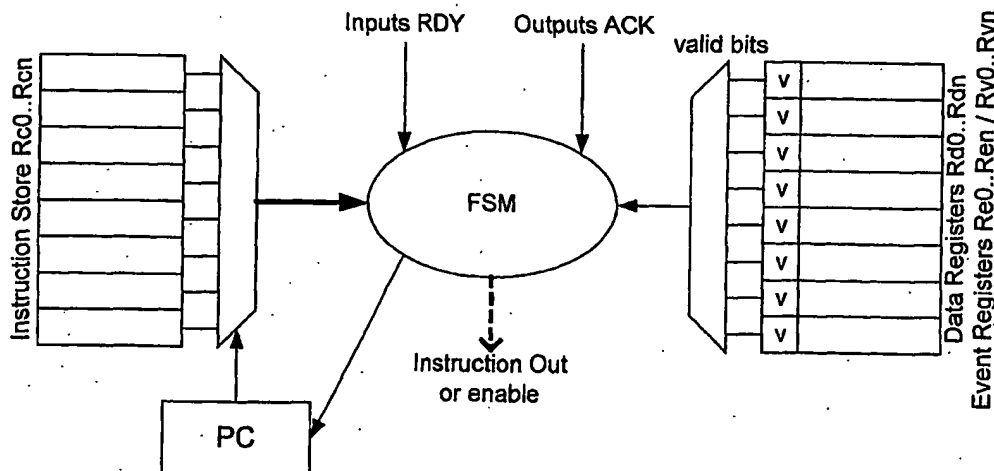 Inputs RDY
Outputs ACK
valid bits
Instruction Store Rc0..Rcn
FSM
v
v
v
v
v
v
v
v
Data Registers Rd0..Rdn
Event Registers Re0..Ren / Rv0..Rvn
Instruction Out
or enable
PC